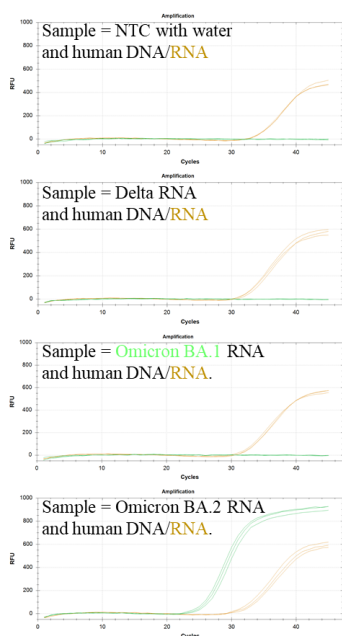 Amplification
Sample = NTC with water
and human DNA/RNA
1000
800
600
400
200
0
RFU
0
10
20
30
40
Cycles
Amplification
Sample = Delta RNA
and human DNA/RNA
1000
800
600
400
200
0
RFU
0
10
20
30
40
Cycles
Amplification
Sample = Omicron BA.1 RNA
and human DNA/RNA.
1000
800
600
400
200
0
RFU
0
10
20
30
40
Cycles
Amplification
Sample = Omicron BA.2 RNA
and human DNA/RNA.
1000
800
600
400
200
0
RFU
0
10
20
30
40
Cycles